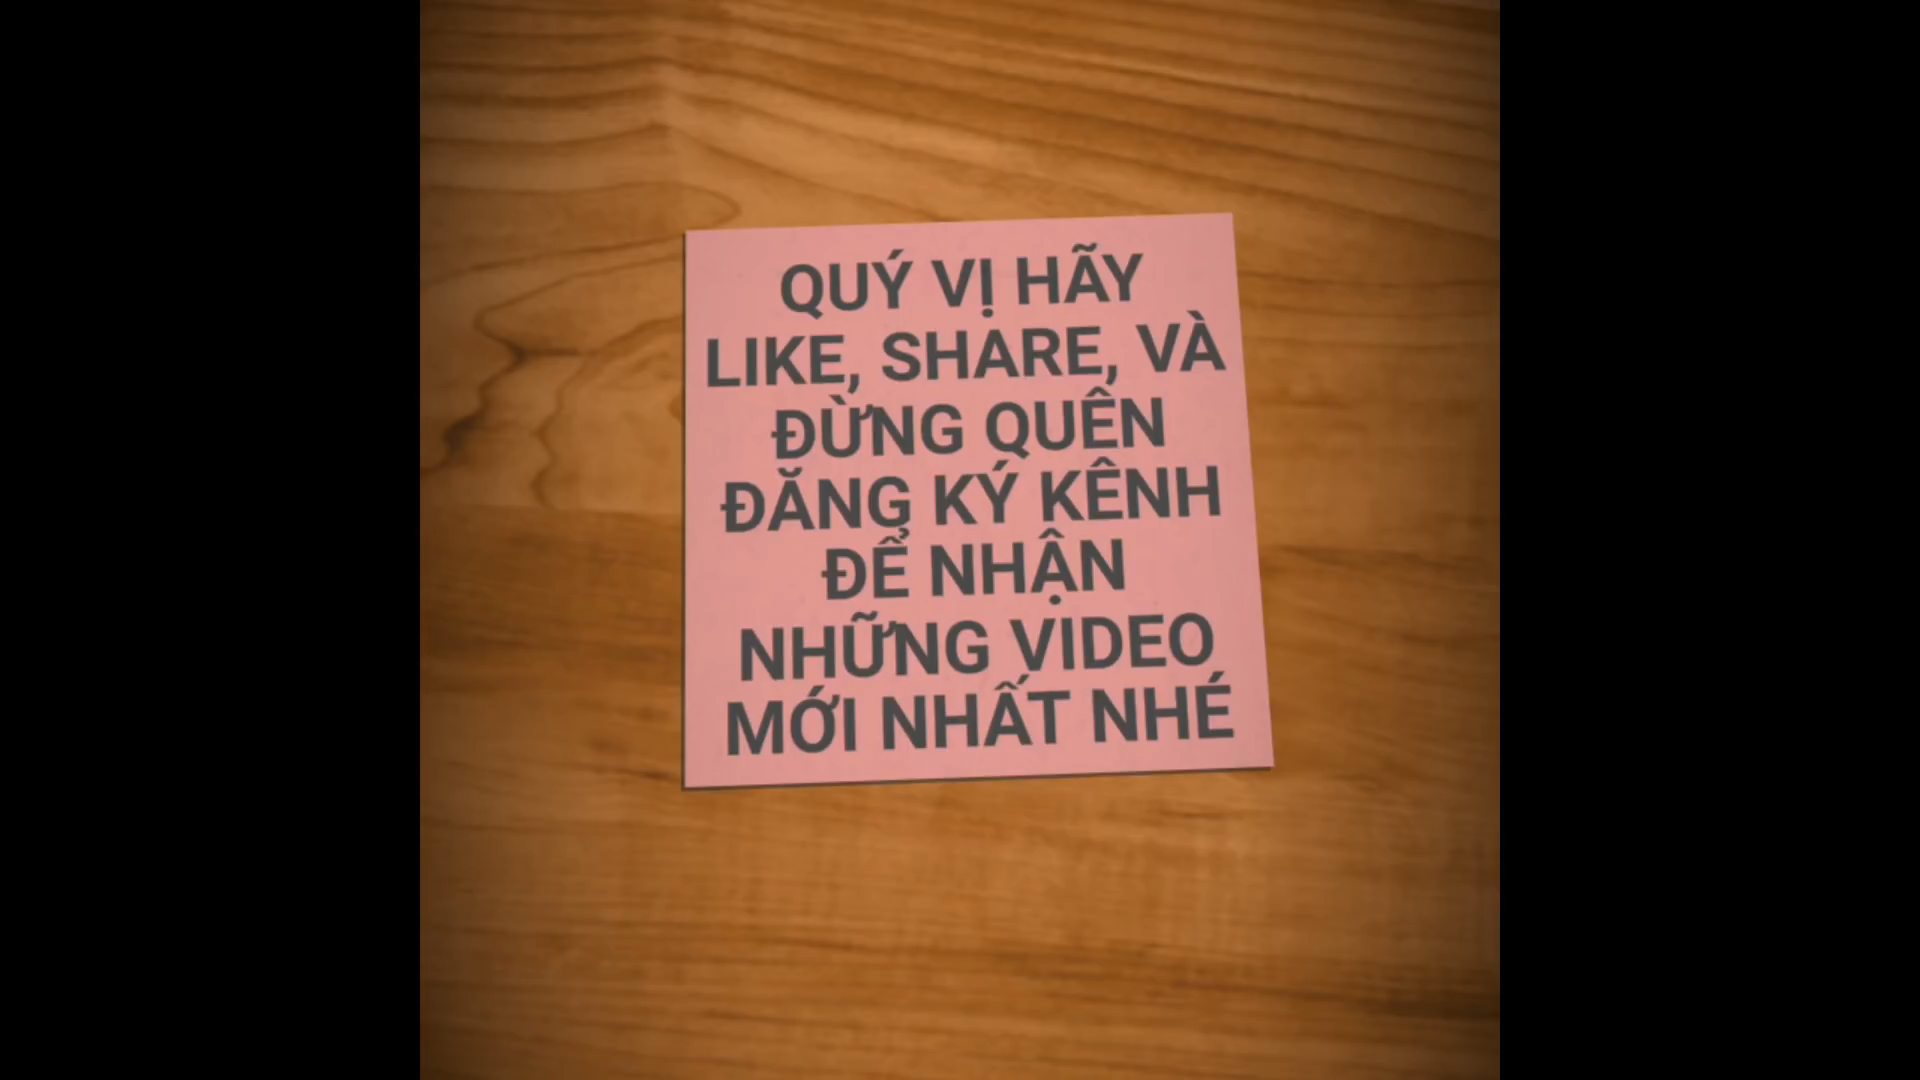 QUÝ VỊ HÃY
LIKE, SHARE, VÀ
ĐỪNG QUÊN
ĐĂNG KÝ KÊNH
ĐỂ NHẬN
NHỮNG VIDEO
MỚI NHẤT NHÉ